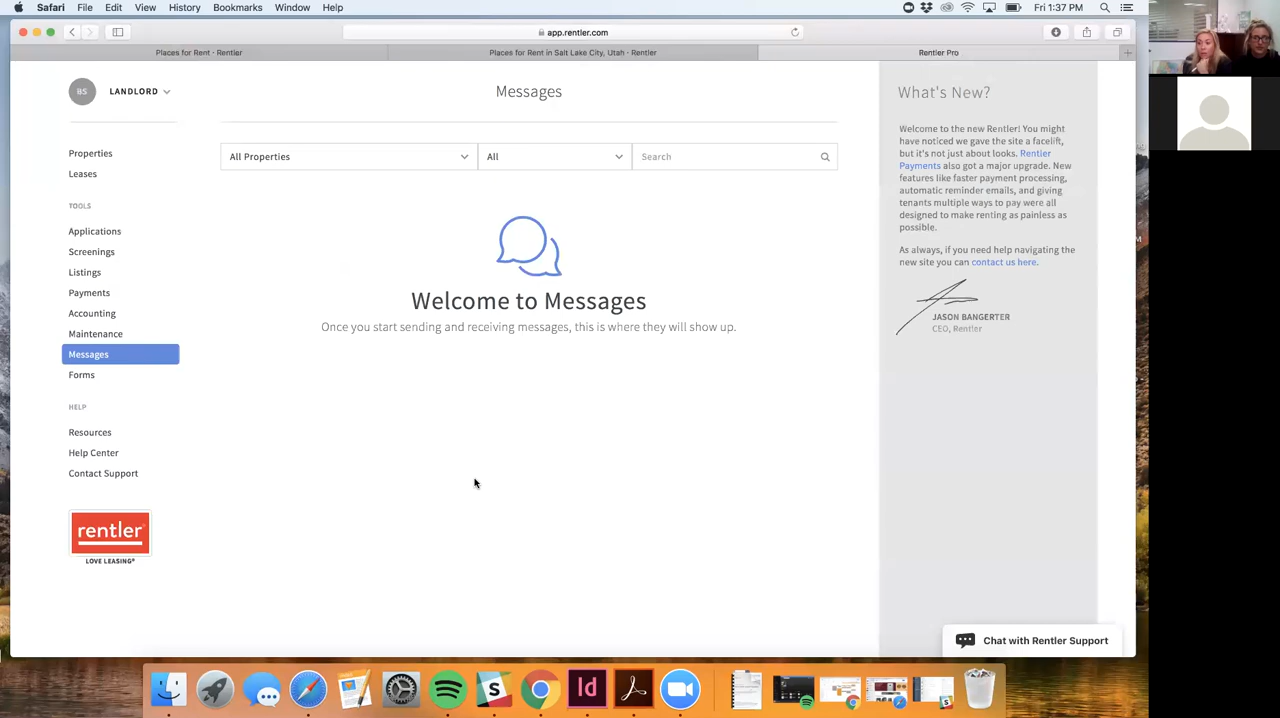 Safari File Edit View History Bookmarks Window Help Fri 1:37 PM
app.rentler.com
Places for Rent - Rentler Places for Rent in Salt Lake City, Utah - Rentler Rentler Pro
BS LANDLORD
Properties
Leases
TOOLS
Applications
Screenings
Listings
Payments
Accounting
Maintenance
Messages
Forms
HELP
Resources
Help Center
Contact Support
rentler
LOVE LEASING®
Messages
All Properties All Search
Welcome to Messages
Once you start sending and receiving messages, this is where they will show up.
What's New?
Welcome to the new Rentler! You might
have noticed we gave the site a facelift,
but it's not just about looks. Rentler
Payments also got a major upgrade. New
features like faster payment processing,
automatic reminder emails, and giving
tenants multiple ways to pay were all
designed to make renting as painless as
possible.
As always, if you need help navigating the
new site you can contact us here.
JASON BANGERTER
CEO, Rentler
Chat with Rentler Support
Id